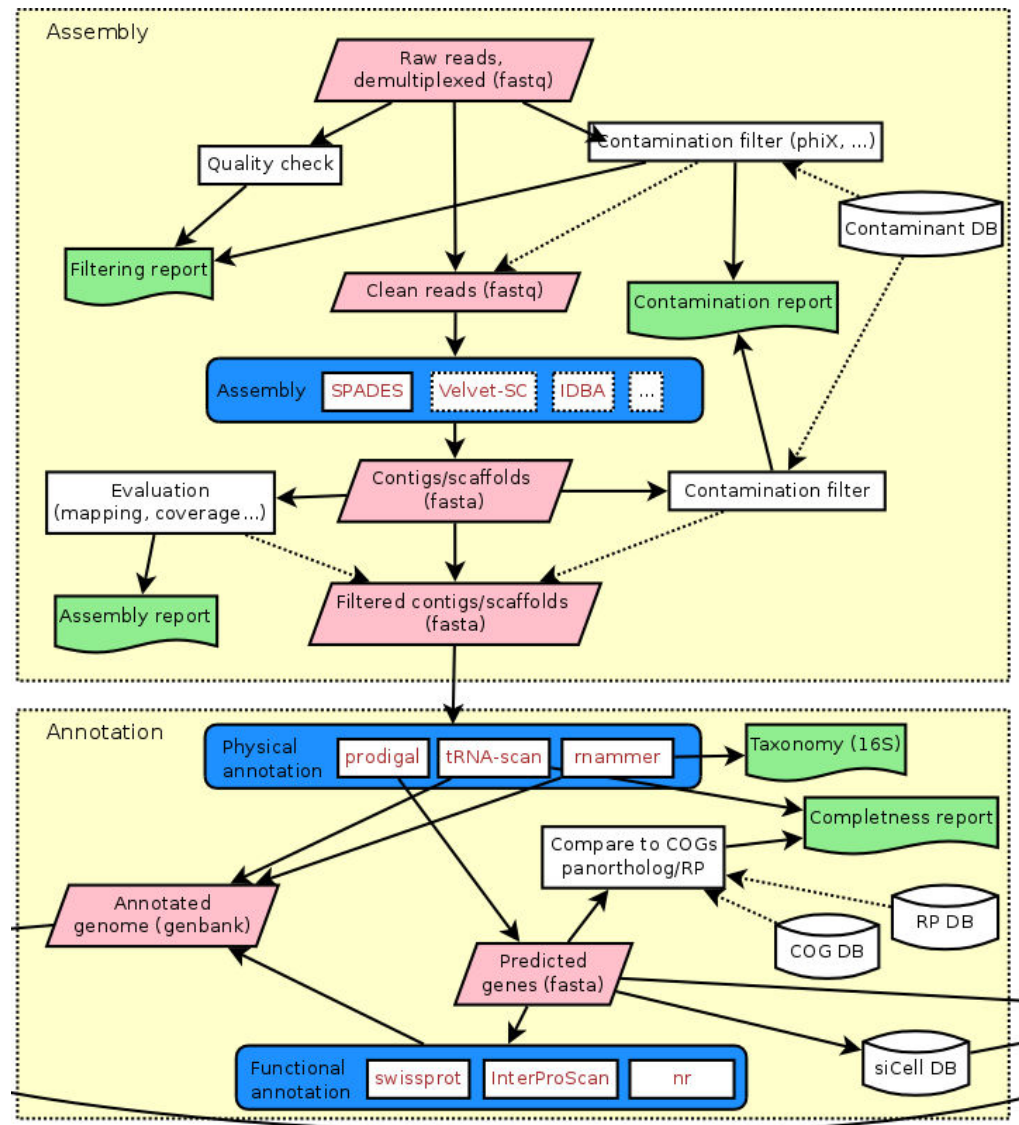 Assembly
Raw reads,
demultiplexed (fastq)
Contamination filter (phiX, ...)
Quality check
Contaminant DB
Filtering report
Clean reads (fastq)
Contamination report
Assembly
SPADES
Velvet-SC
IDBA
...
Evaluation
(mapping, coverage...)
Contigs/scaffolds
(fasta)
Contamination filter
Filtered contigs/scaffolds
(fasta)
Assembly report
Annotation
Physical
annotation
prodigal
tRNA-scan
rnammer
Taxonomy (16S)
Completness report
Compare to COGs
panortholog/RP
Annotated
genome (genbank)
RP DB
COG DB
Predicted
genes (fasta)
siCell DB
Functional
annotation
swissprot
InterProScan
nr